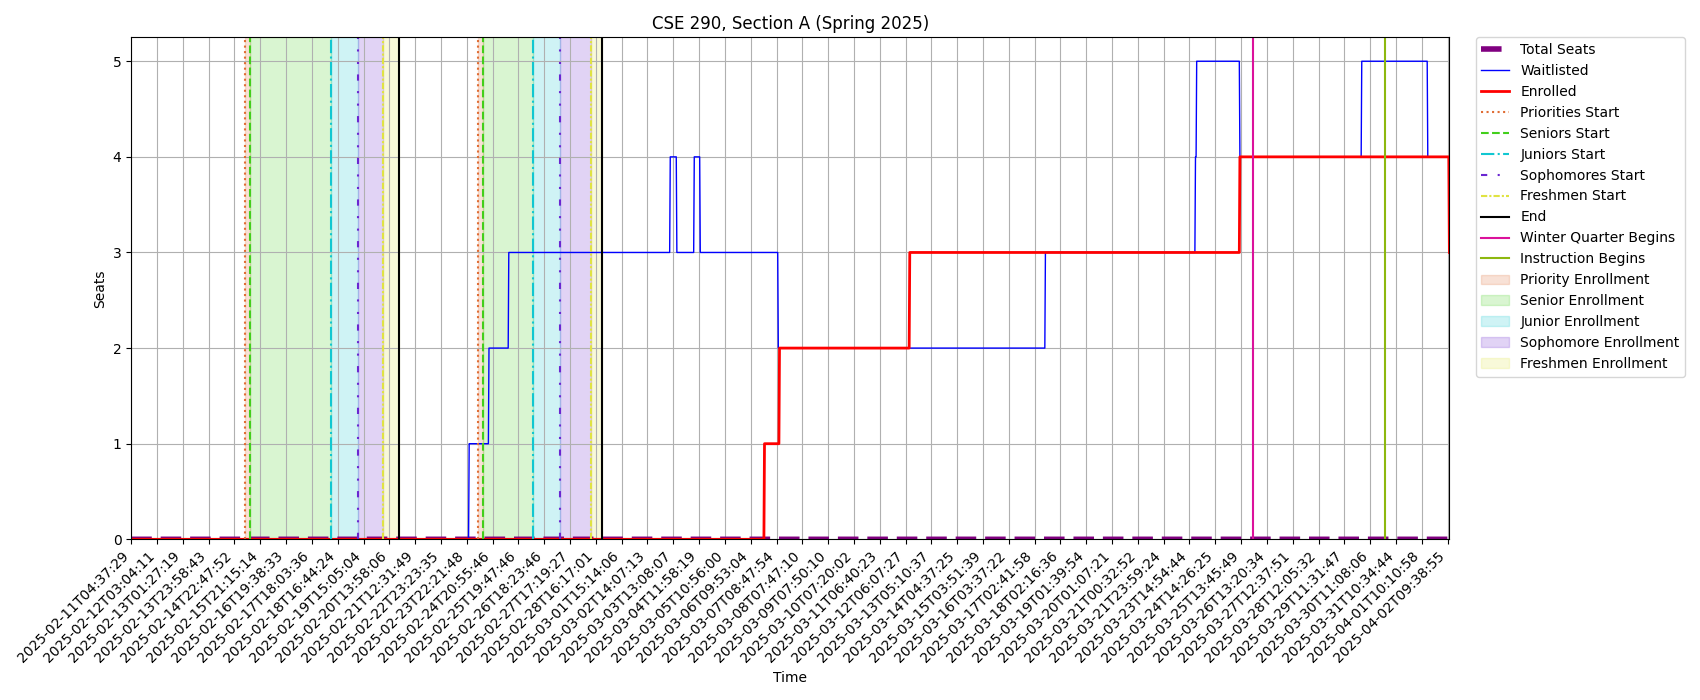 CSE 290, Section A (Spring 2025)
Seats
5
4
3
2
1
0
2025-02-11T04:37:29
2025-02-12T03:04:11
2025-02-13T01:27:19
2025-02-13T23:58:43
2025-02-14T22:47:52
2025-02-15T21:15:14
2025-02-16T19:38:33
2025-02-17T18:03:36
2025-02-18T16:44:24
2025-02-19T15:05:04
2025-02-20T13:58:06
2025-02-21T12:31:49
2025-02-22T23:23:35
2025-02-23T22:21:48
2025-02-24T20:55:46
2025-02-25T19:47:46
2025-02-26T18:23:46
2025-02-27T17:19:27
2025-02-28T16:17:01
2025-03-01T15:14:06
2025-03-02T14:07:13
2025-03-03T13:08:07
2025-03-04T11:58:19
2025-03-05T10:56:00
2025-03-06T09:53:04
2025-03-07T08:47:54
2025-03-08T07:47:10
2025-03-09T07:50:10
2025-03-10T07:20:02
2025-03-11T06:40:23
2025-03-12T06:07:27
2025-03-13T05:10:37
2025-03-14T04:37:25
2025-03-15T03:51:39
2025-03-16T03:37:22
2025-03-17T02:41:58
2025-03-18T02:16:36
2025-03-19T01:39:54
2025-03-20T01:07:21
2025-03-21T00:32:52
2025-03-21T23:59:24
2025-03-23T14:54:44
2025-03-24T14:26:25
2025-03-25T13:45:49
2025-03-26T13:20:34
2025-03-27T12:37:51
2025-03-28T12:05:32
2025-03-29T11:31:47
2025-03-30T11:08:06
2025-03-31T10:34:44
2025-04-01T10:10:58
2025-04-02T09:38:55
Time
Total Seats
Waitlisted
Enrolled
Priorities Start
Seniors Start
Juniors Start
Sophomores Start
Freshmen Start
End
Winter Quarter Begins
Instruction Begins
Priority Enrollment
Senior Enrollment
Junior Enrollment
Sophomore Enrollment
Freshmen Enrollment